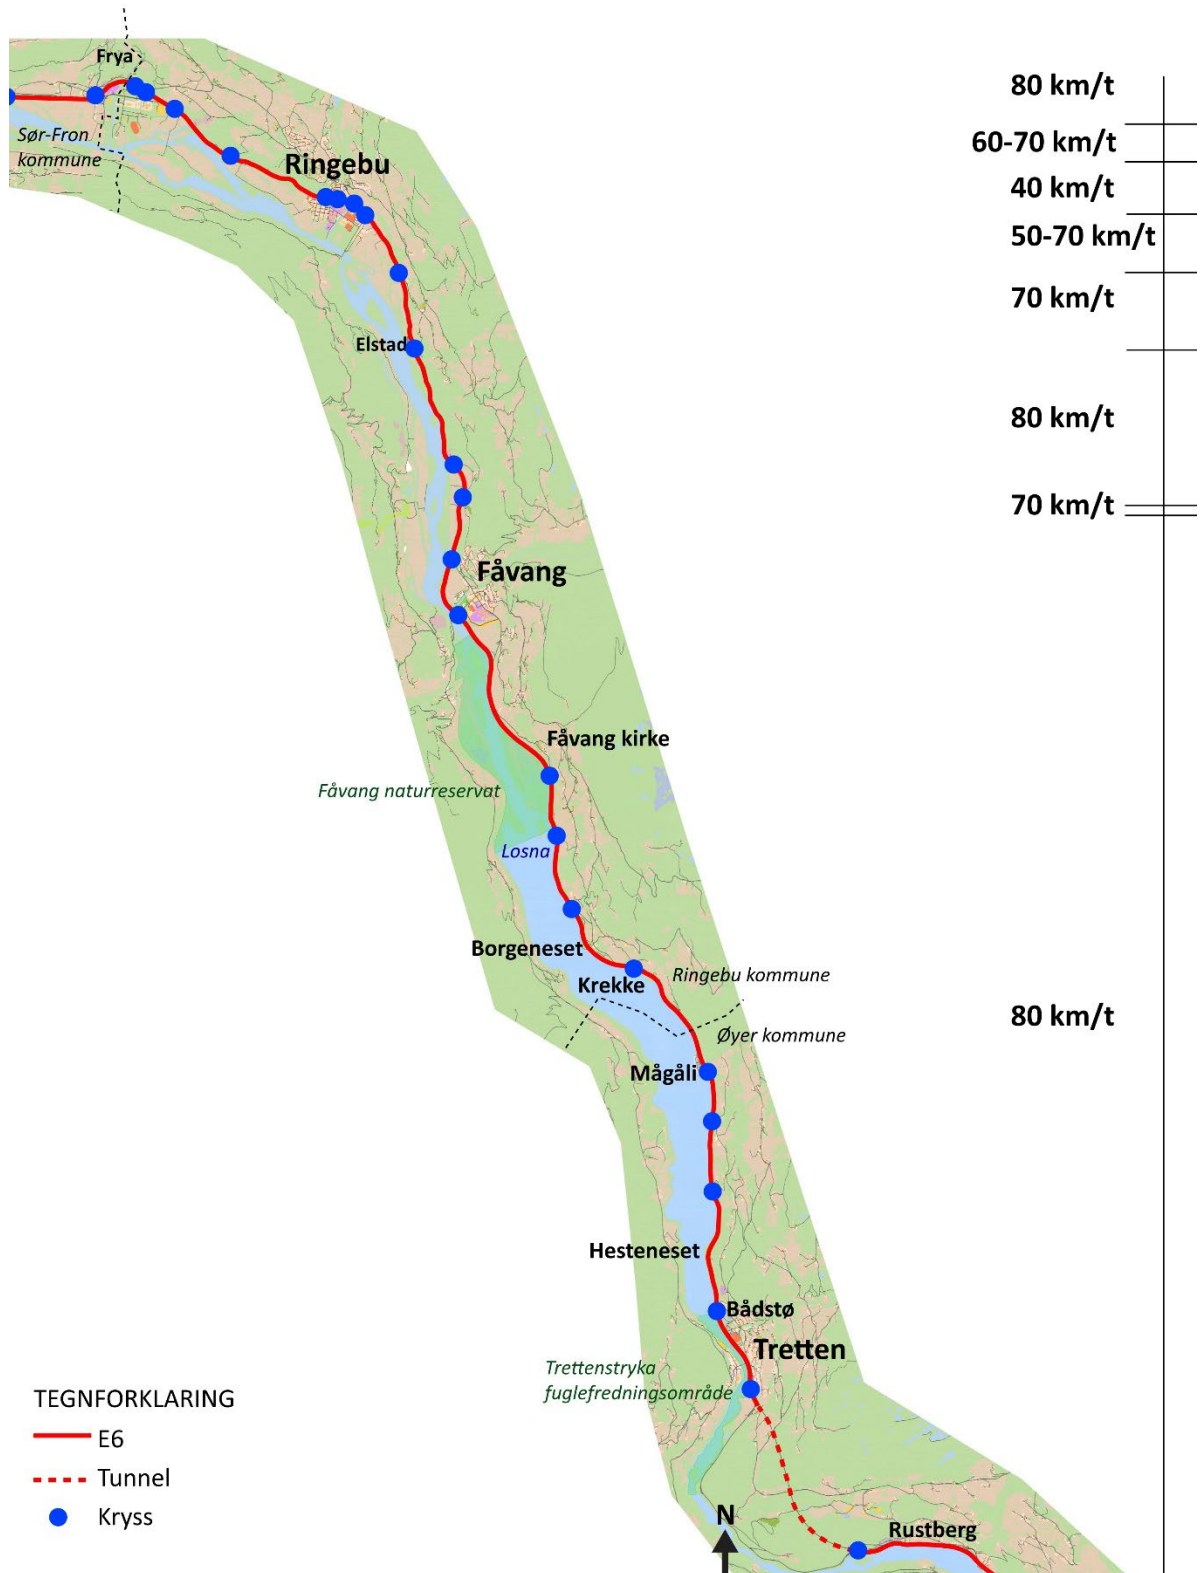 Frya
80 km/t
Sør-Fron
kommune
60-70 km/t
Ringebu
40 km/t
50-70 km/t
70 km/t
Elstad
80 km/t
70 km/t
Fåvang
Fåvang kirke
Fåvang naturreservat
Losna
Borgeneset
Ringebu kommune
Krekke
80 km/t
Øyer kommune
Mågåli
Hesteneset
Bådstø
Tretten
Trettenstryka
fuglefredningsområde
TEGNFORKLARING
E6
Tunnel
Kryss
N
Rustberg